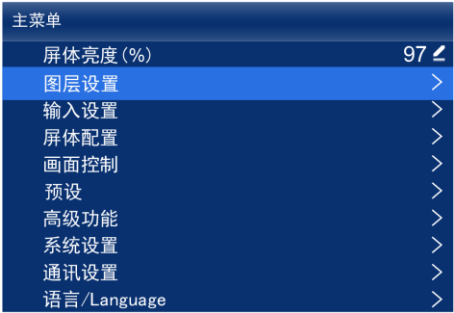 主菜单
屏体亮度(%) 97
图层设置
输入设置
屏体配置
画面控制
预设
高级功能
系统设置
通讯设置
语言/Language